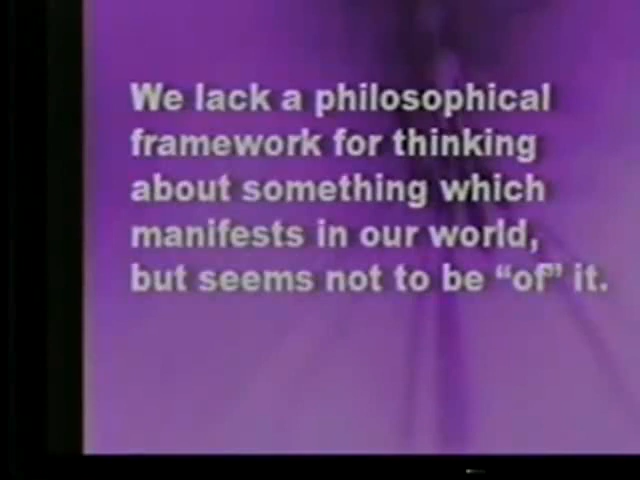 We lack a philosophical
framework for thinking
about something which
manifests in our world,
but seems not to be “of” it.